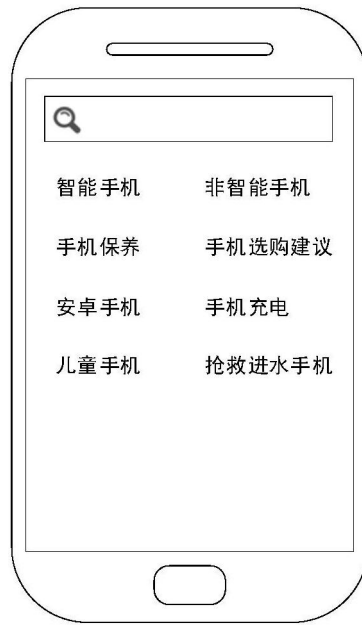 智能手机 非智能手机
手机保养 手机选购建议
安卓手机 手机充电
儿童手机 抢救进水手机